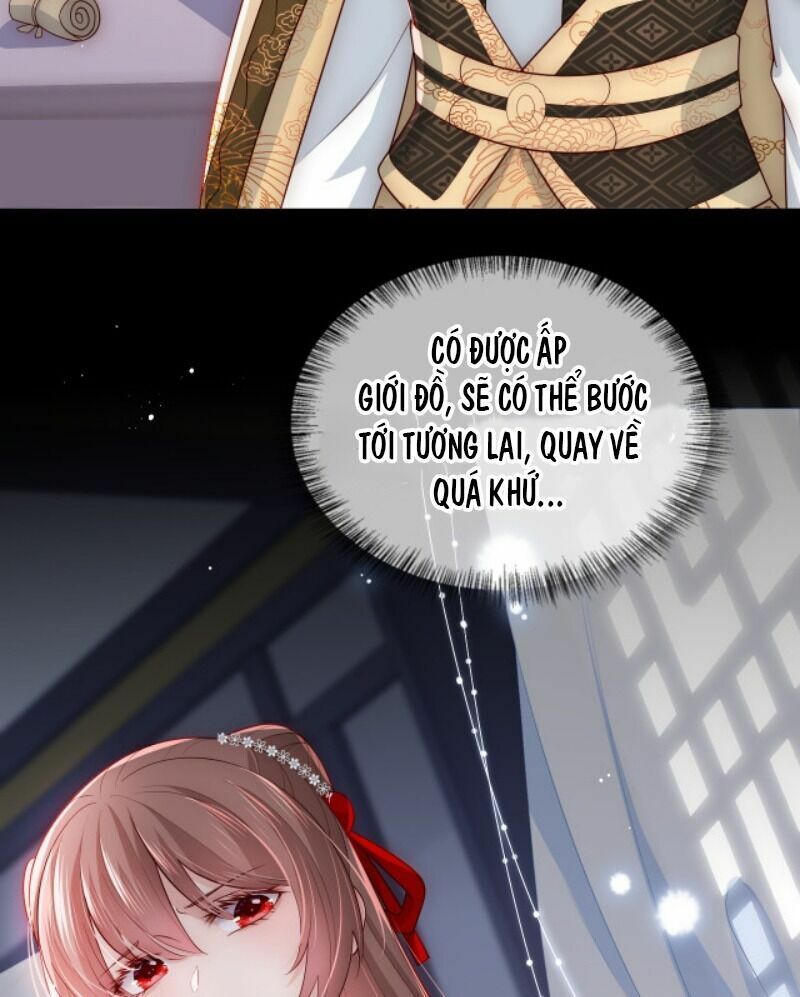 CÓ ĐƯỢC ẤP
GIỚI ĐỒ, SẼ CÓ THỂ BƯỚC
TỚI TƯƠNG LAI, QUAY VỀ
QUÁ KHỨ...